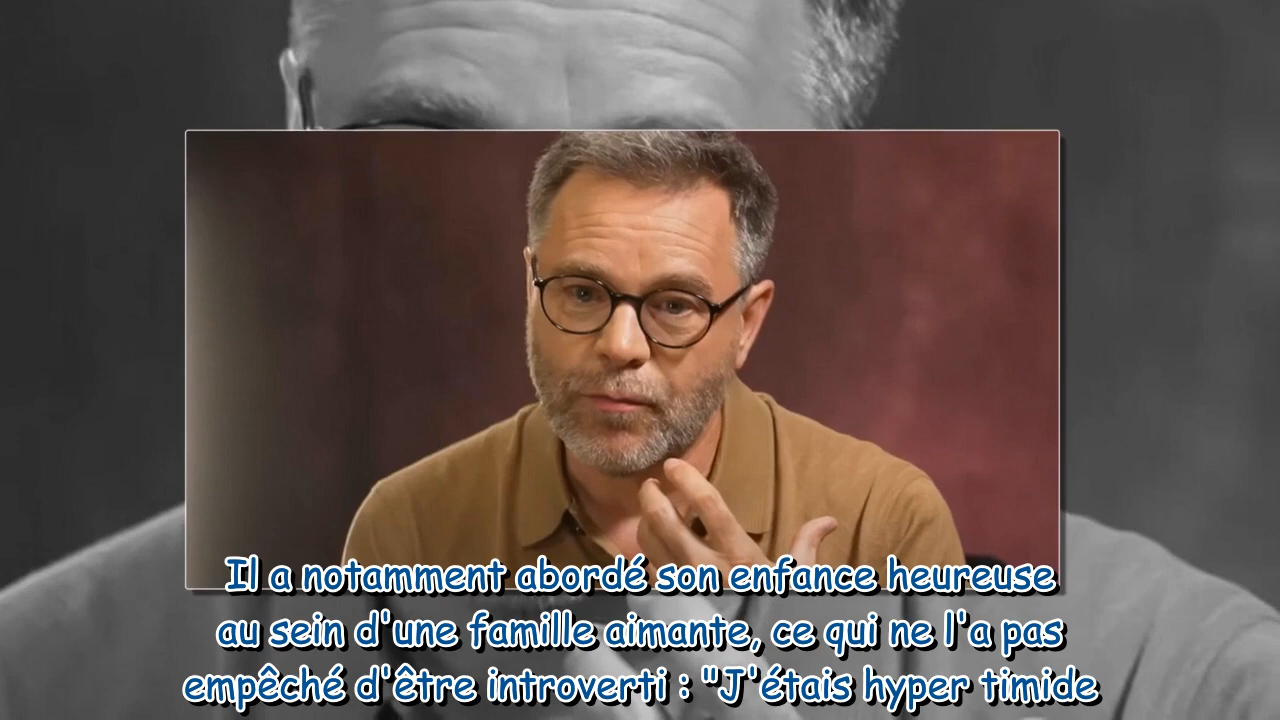 Il a notamment abordé son enfance heureuse
au sein d'une famille aimante, ce qui ne l'a pas
empêché d'être introverti : "J'étais hyper timide